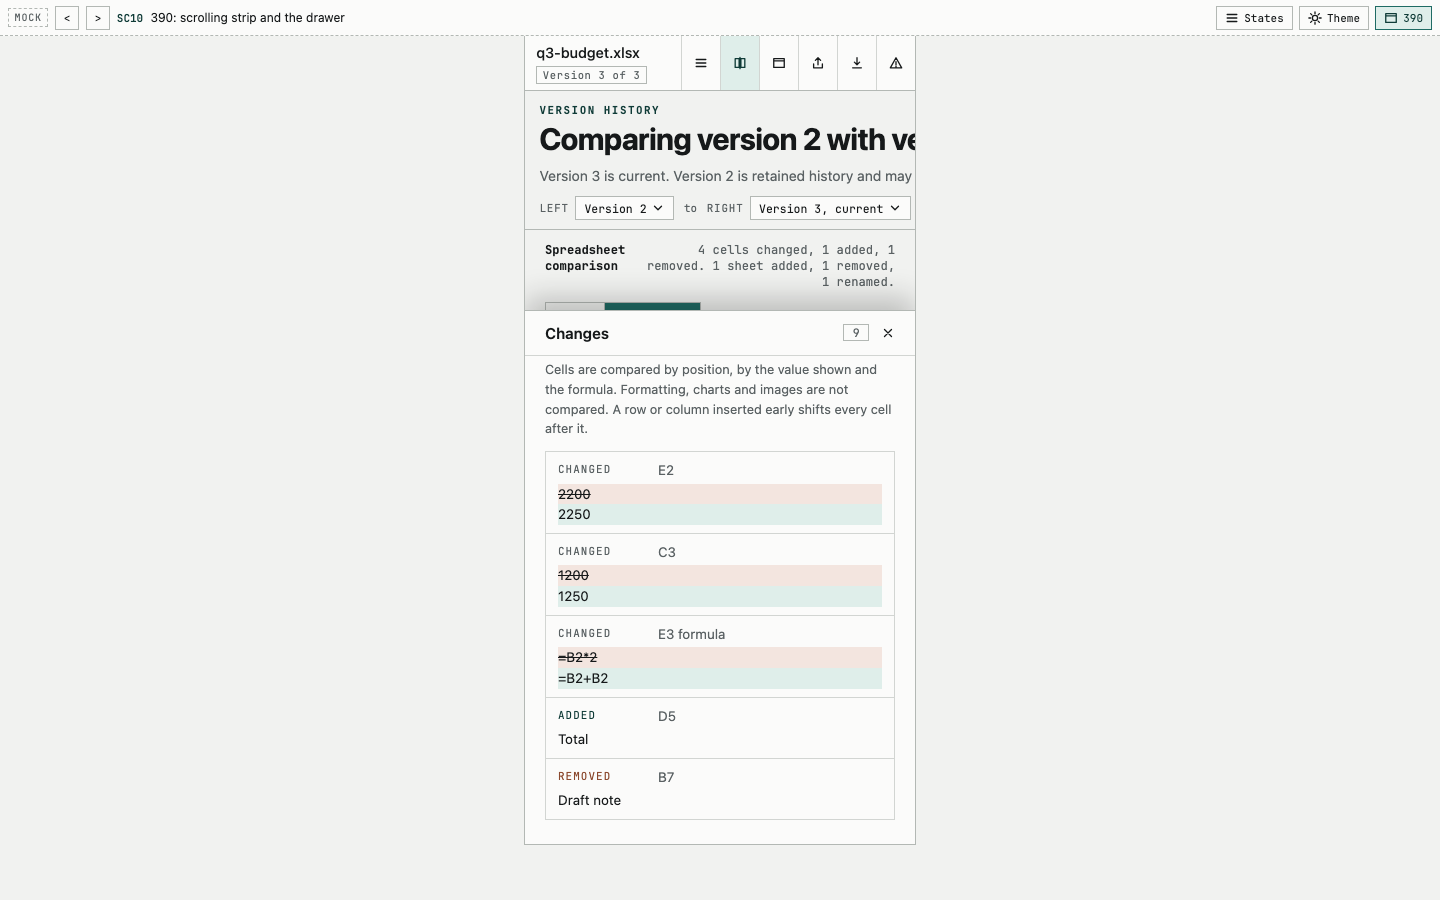 MOCK < > SC10 390: scrolling strip and the drawer States Theme 390
q3-budget.xlsx
Version 3 of 3
VERSION HISTORY
Comparing version 2 with ve
Version 3 is current. Version 2 is retained history and may
LEFT Version 2 to RIGHT Version 3, current
Spreadsheet comparison
4 cells changed, 1 added, 1
removed. 1 sheet added, 1 removed,
1 renamed.
Changes 9
Cells are compared by position, by the value shown and
the formula. Formatting, charts and images are not
compared. A row or column inserted early shifts every cell
after it.
CHANGED E2
2200
2250
CHANGED C3
1200
1250
CHANGED E3 formula
=B2*2
=B2+B2
ADDED D5
Total
REMOVED B7
Draft note